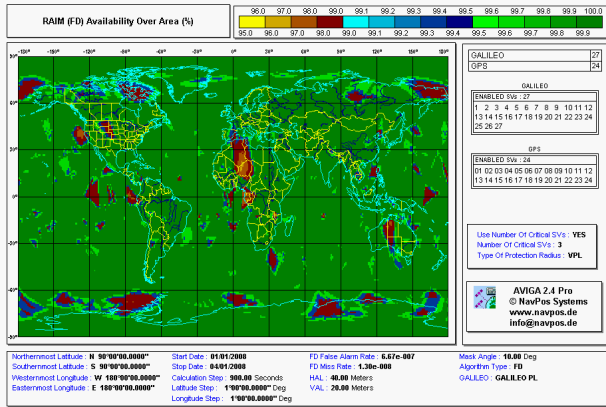 RAIM (FD) Availability Over Area (%)
96.0 97.0 98.0 99.0 99.1 99.2 99.3 99.4 99.5 99.6 99.7 99.8 99.9 100.0
95.0 96.0 97.0 98.0 99.0 99.1 99.2 99.3 99.4 99.5 99.6 99.7 99.8 99.9
GALILEO 27
GPS 24
GALILEO
ENABLED SVs : 27
1 2 3 4 5 6 7 8 9 10 11 12
13 14 15 16 17 18 19 20 21 22 23 24
25 26 27
GPS
ENABLED SVs : 24
01 02 03 04 05 06 07 08 09 10 11 12
13 14 15 16 17 18 19 20 21 22 23 24
Use Number Of Critical SVs : YES
Number Of Critical SVs : 3
Type Of Protection Radius : VPL
AVIGA 2.4 Pro
© NavPos Systems
www.navpos.de
info@navpos.de
Northernmost Latitude : N 90°00'00.0000"
Southernmost Latitude : S 90°00'00.0000"
Westernmost Longitude : W 180°00'00.0000"
Easternmost Longitude : E 180°00'00.0000"
Start Date : 01/01/2008
Stop Date : 04/01/2008
Calculation Step : 900.00 Seconds
Latitude Step : 1°00'00.0000" Deg
Longitude Step : 1°00'00.0000" Deg
FD False Alarm Rate : 6.67e-007
FD Miss Rate : 1.30e-008
HAL : 40.00 Meters
VAL : 20.00 Meters
Mask Angle : 10.00 Deg
Algorithm Type : FD
GALILEO : GALILEO PL